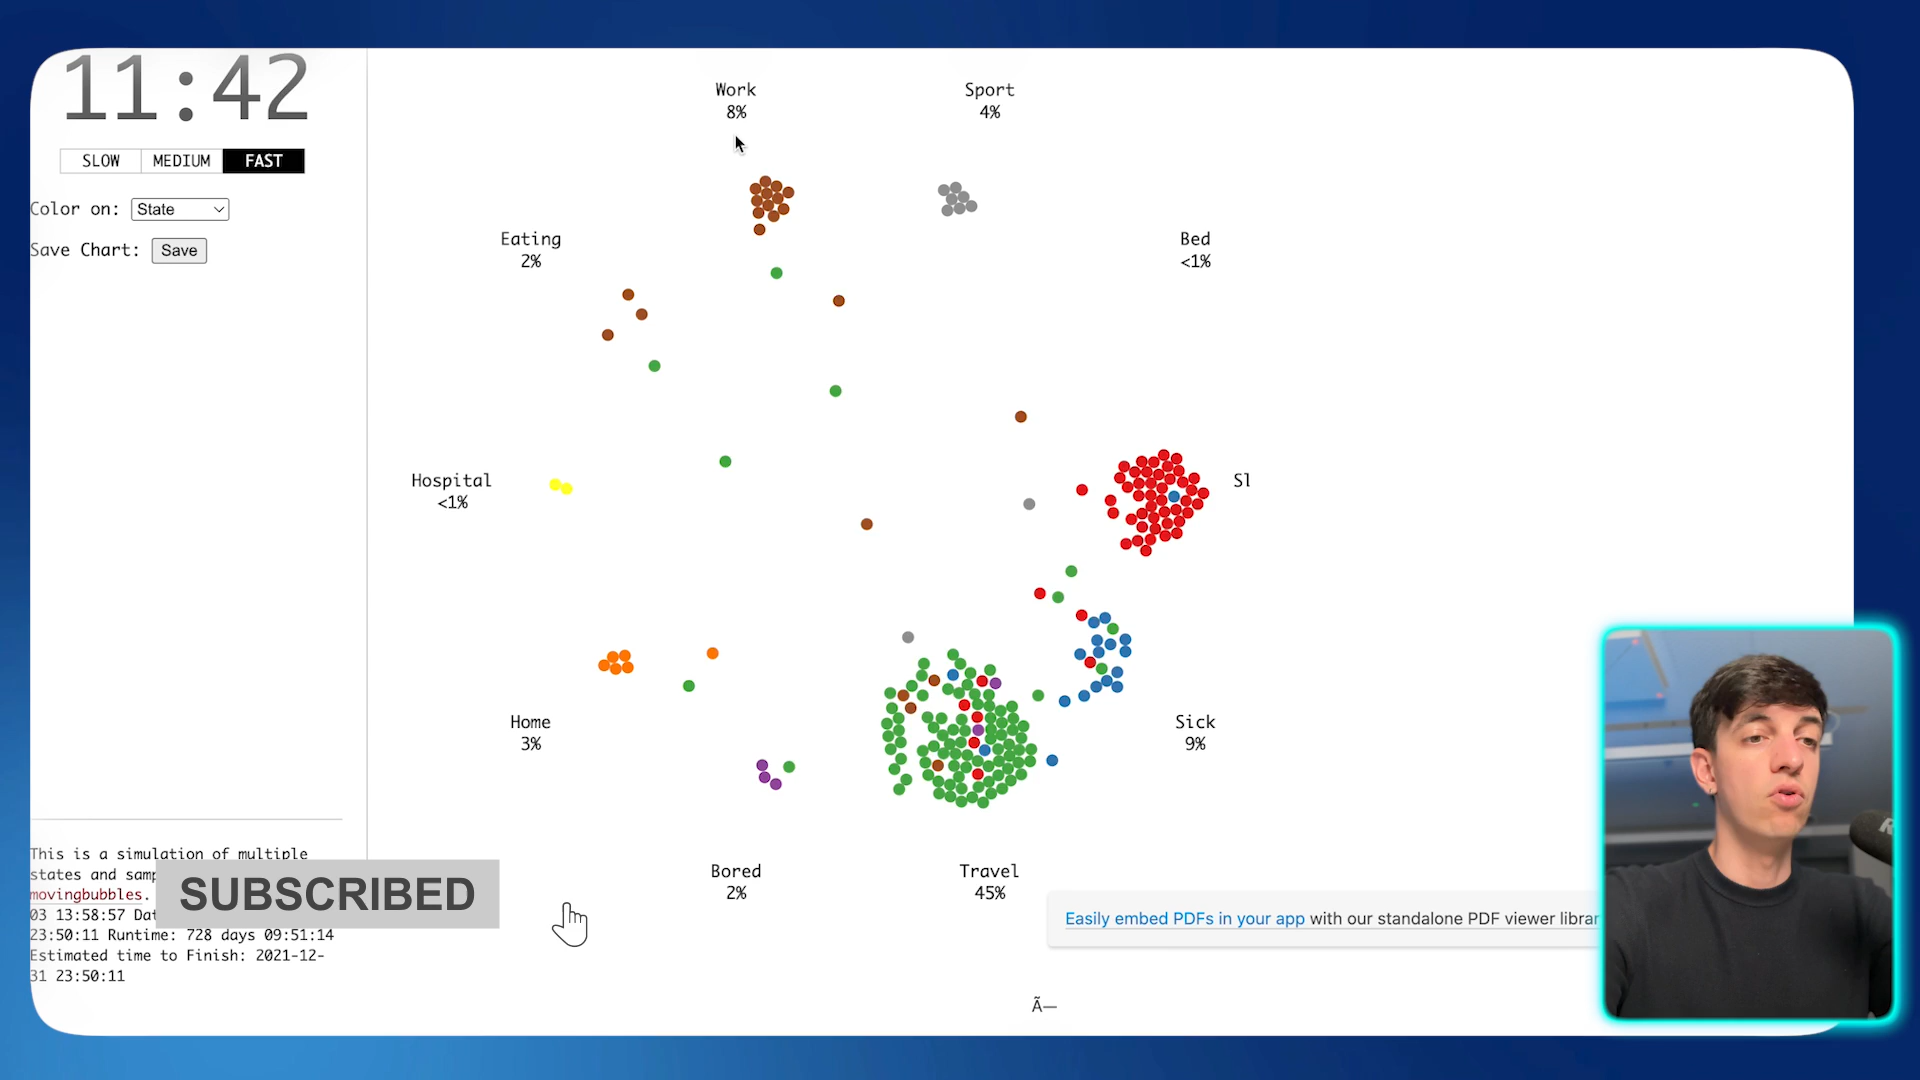 11:42
SLOW MEDIUM FAST
Color on: State
Save Chart: Save
Work
8%
Sport
4%
Eating
2%
Bed
<1%
Hospital
<1%
Sl
Home
3%
Sick
9%
Bored
2%
Travel
45%
This is a simulation of multiple
states and
movingbubbles.
03 13:58:57
23:50:11 Runtime: 728 days 09:51:14
Estimated time to Finish: 2021-12-
31 23:50:11
SUBSCRIBED
Easily embed PDFs in your app with our standalone PDF viewer
Ã—